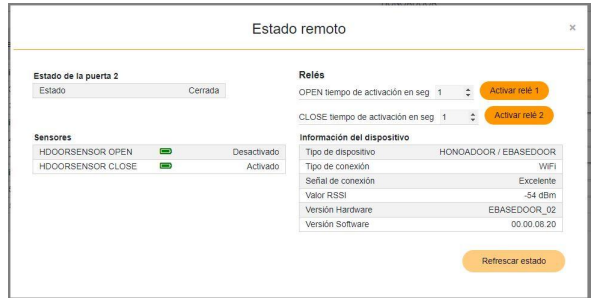 Estado remoto
×
Estado de la puerta 2
Estado Cerrada
Relés
OPEN tiempo de activación en seg 1 Activar relé 1
CLOSE tiempo de activación en seg 1 Activar relé 2
Sensores
HDOORSENSOR OPEN Desactivado
HDOORSENSOR CLOSE Activado
Información del dispositivo
Tipo de dispositivo HONOADOOR / EBASEDOOR
Tipo de conexión WiFi
Señal de conexión Excelente
Valor RSSI -54 dBm
Versión Hardware EBASEDOOR_02
Versión Software 00.00.08.20
Refrescar estado